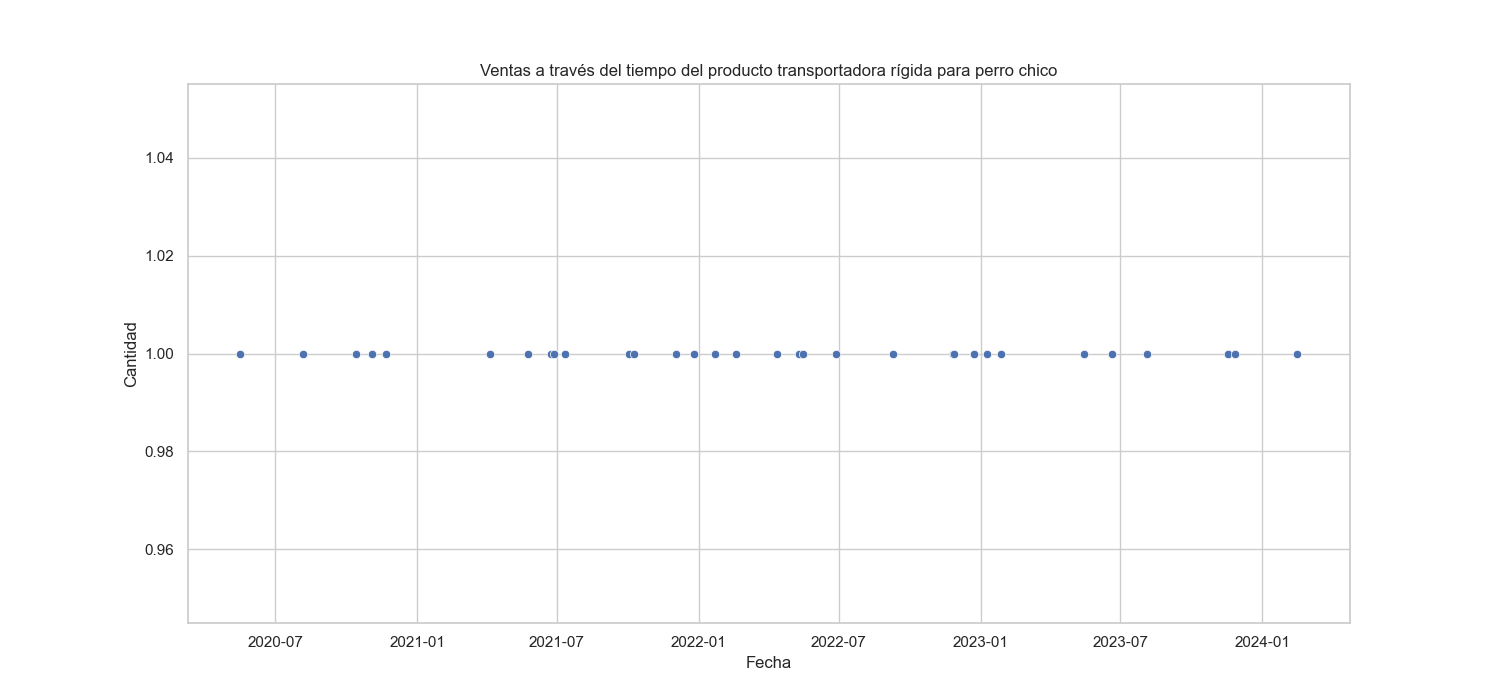 Ventas a través del tiempo del producto transportadora rígida para perro chico
1.04
1.02
1.00
0.98
0.96
Cantidad
2020-07 2021-01 2021-07 2022-01 2022-07 2023-01 2023-07 2024-01
Fecha